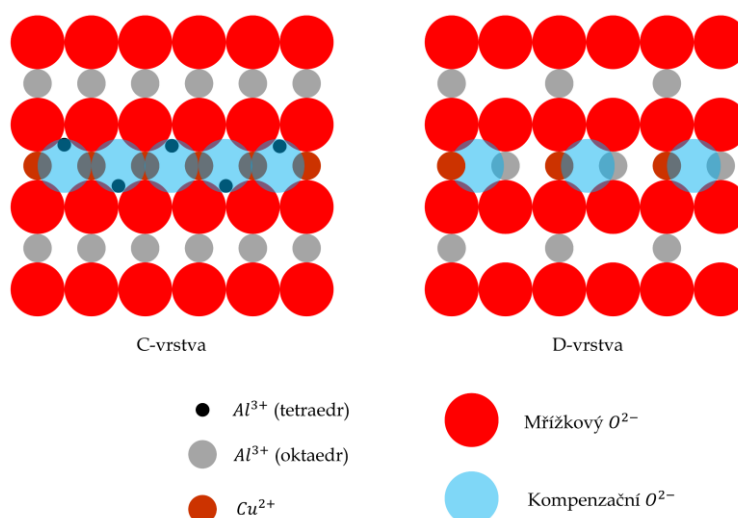 C-vrstva
D-vrstva
Al³⁺ (tetraedr)
Al³⁺ (oktaedr)
Cu²⁺
Mřížkový O²⁻
Kompenzační O²⁻